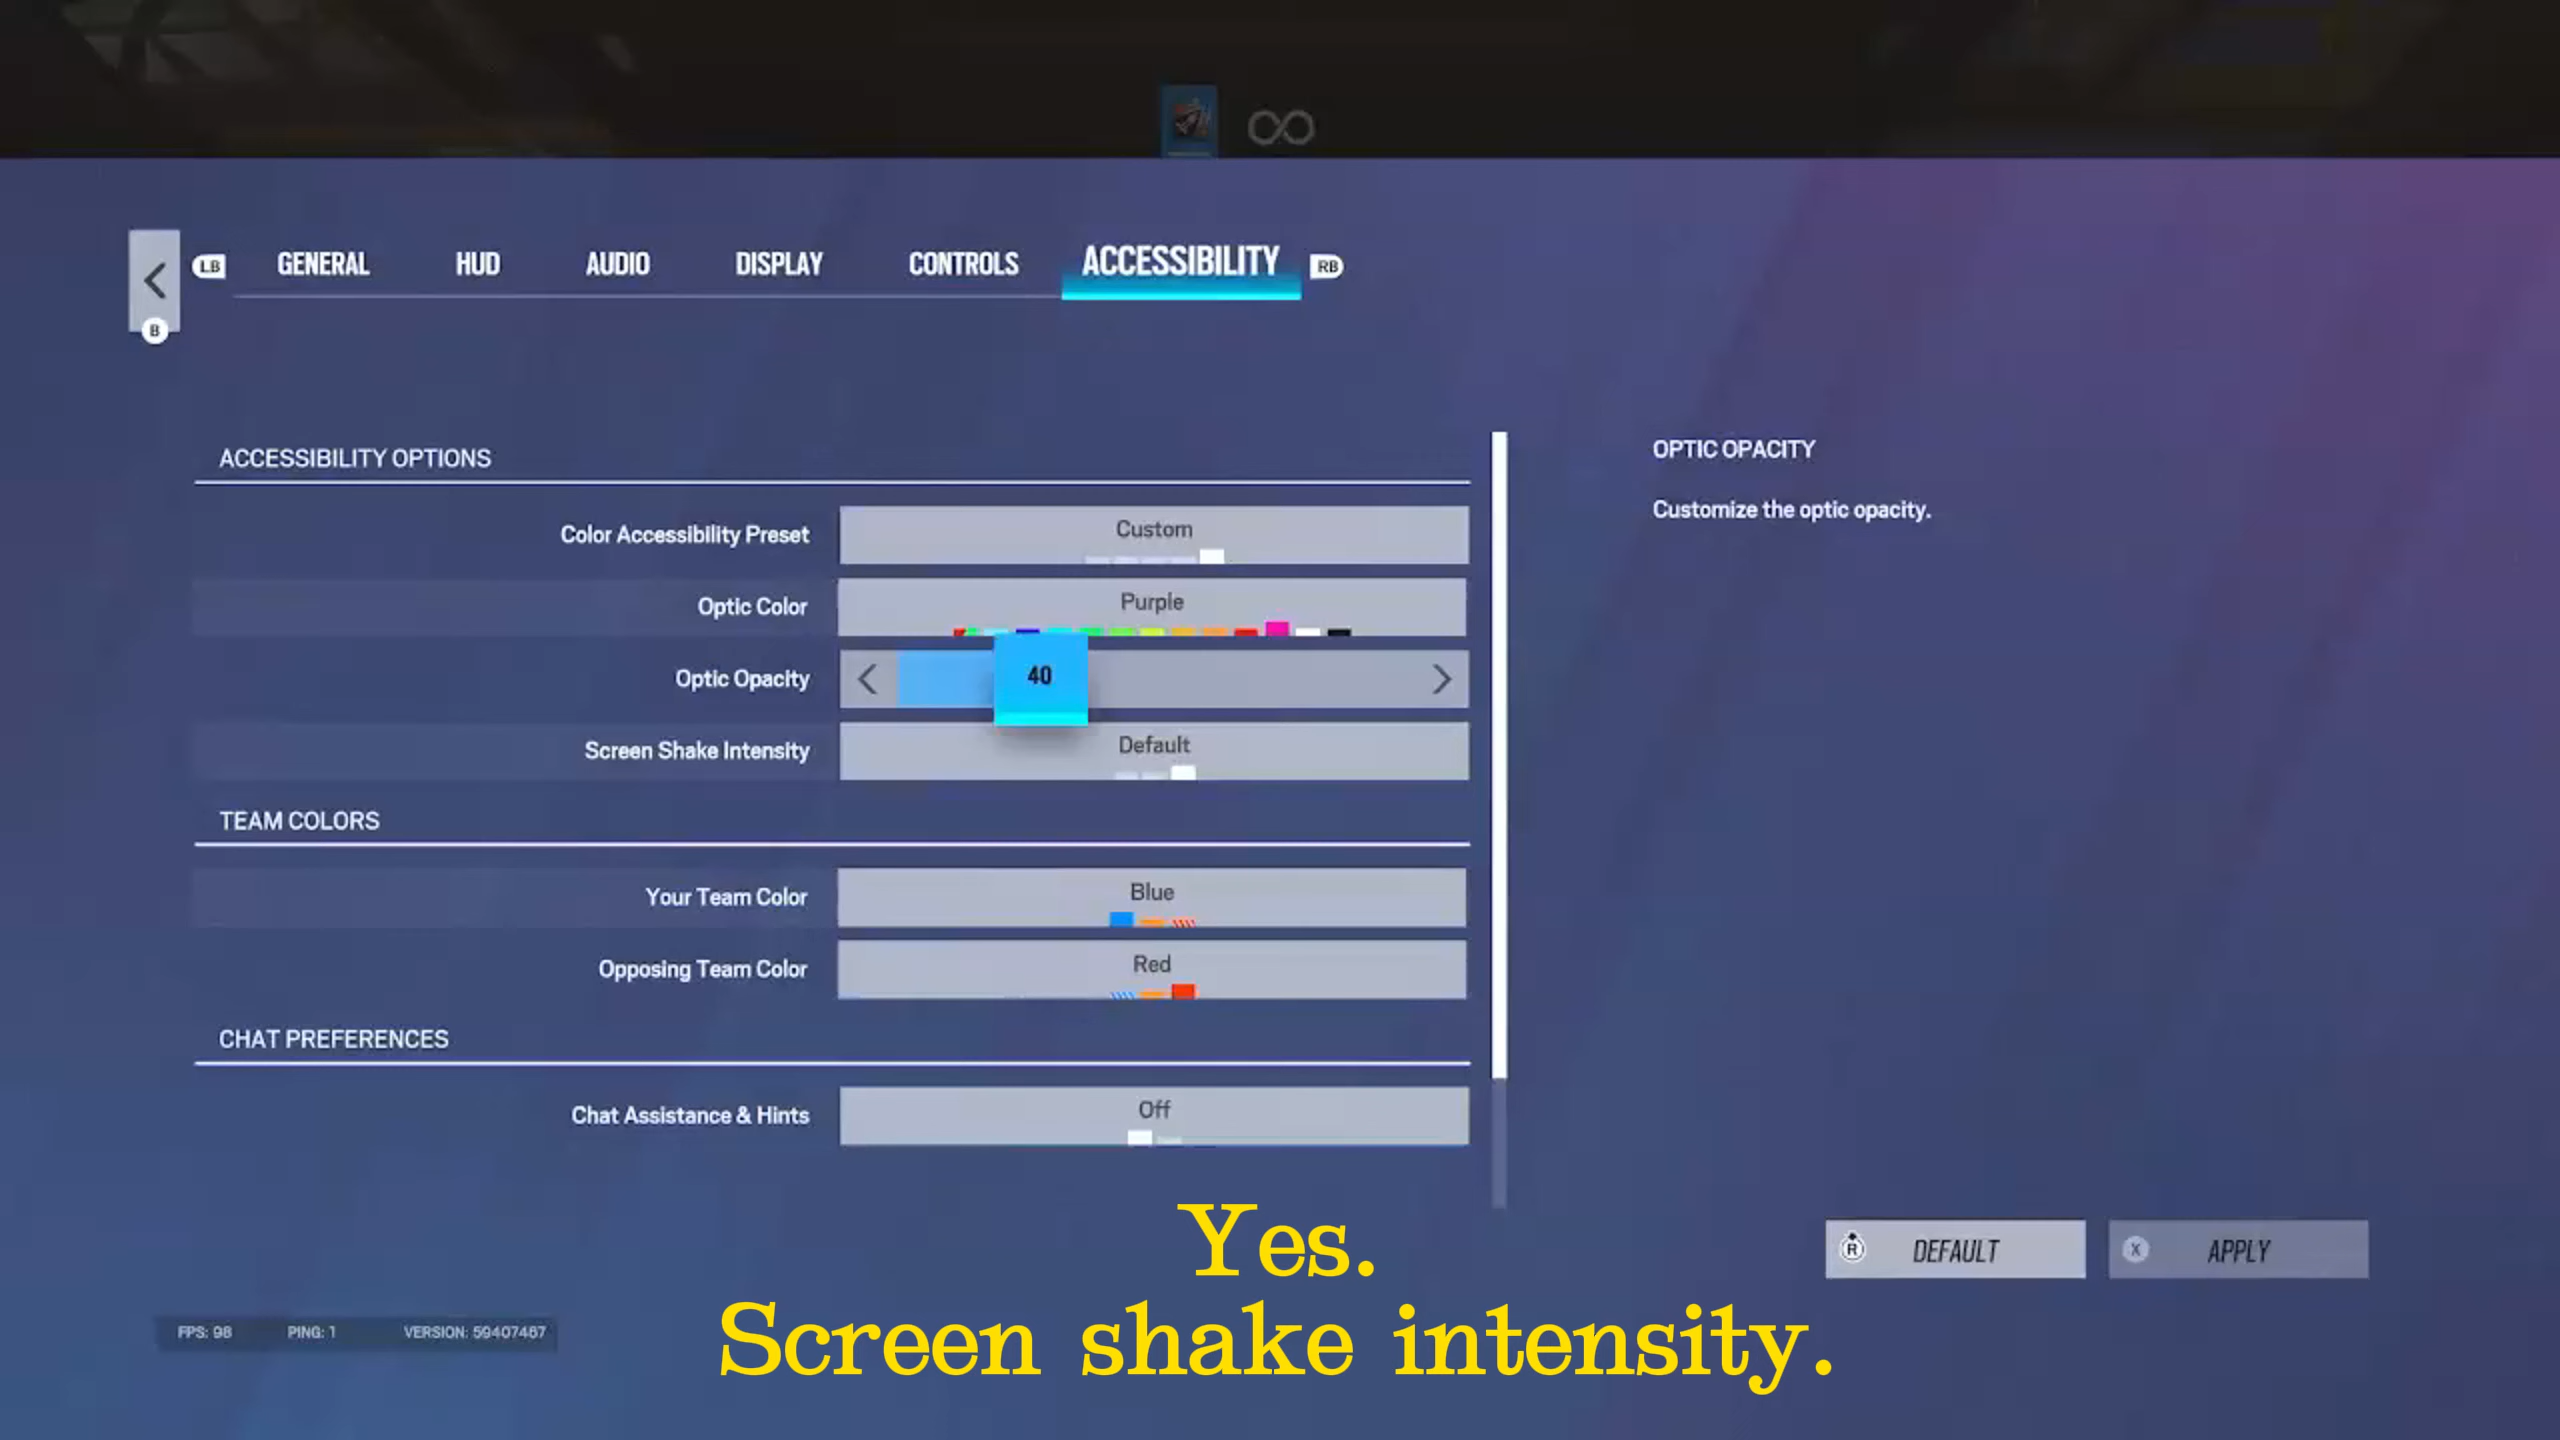 ∞
B
LB
GENERAL
HUD
AUDIO
DISPLAY
CONTROLS
ACCESSIBILITY
RB
ACCESSIBILITY OPTIONS
Color Accessibility Preset
Custom
Optic Color
Purple
Optic Opacity
40
Screen Shake Intensity
Default
TEAM COLORS
Your Team Color
Blue
Opposing Team Color
Red
CHAT PREFERENCES
Chat Assistance & Hints
Off
OPTIC OPACITY
Customize the optic opacity.
R DEFAULT
X APPLY
FPS: 98 PING: 1 VERSION: 59407467
Yes.
Screen shake intensity.